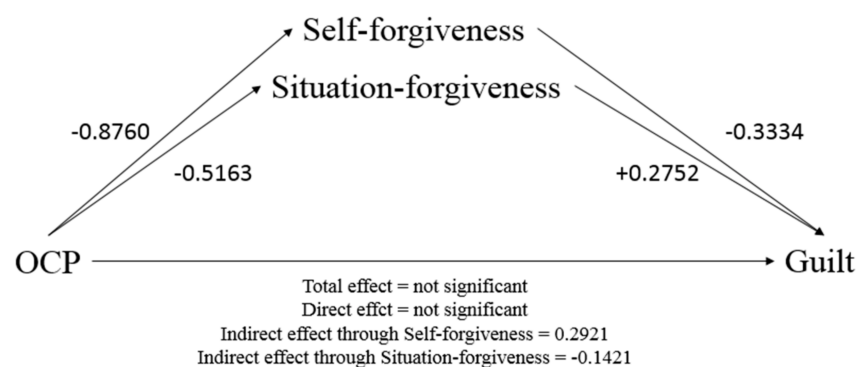 Self-forgiveness
Situation-forgiveness
-0.8760
-0.3334
-0.5163
+0.2752
OCP
Guilt
Total effect = not significant
Direct effct = not significant
Indirect effect through Self-forgiveness = 0.2921
Indirect effect through Situation-forgiveness = -0.1421